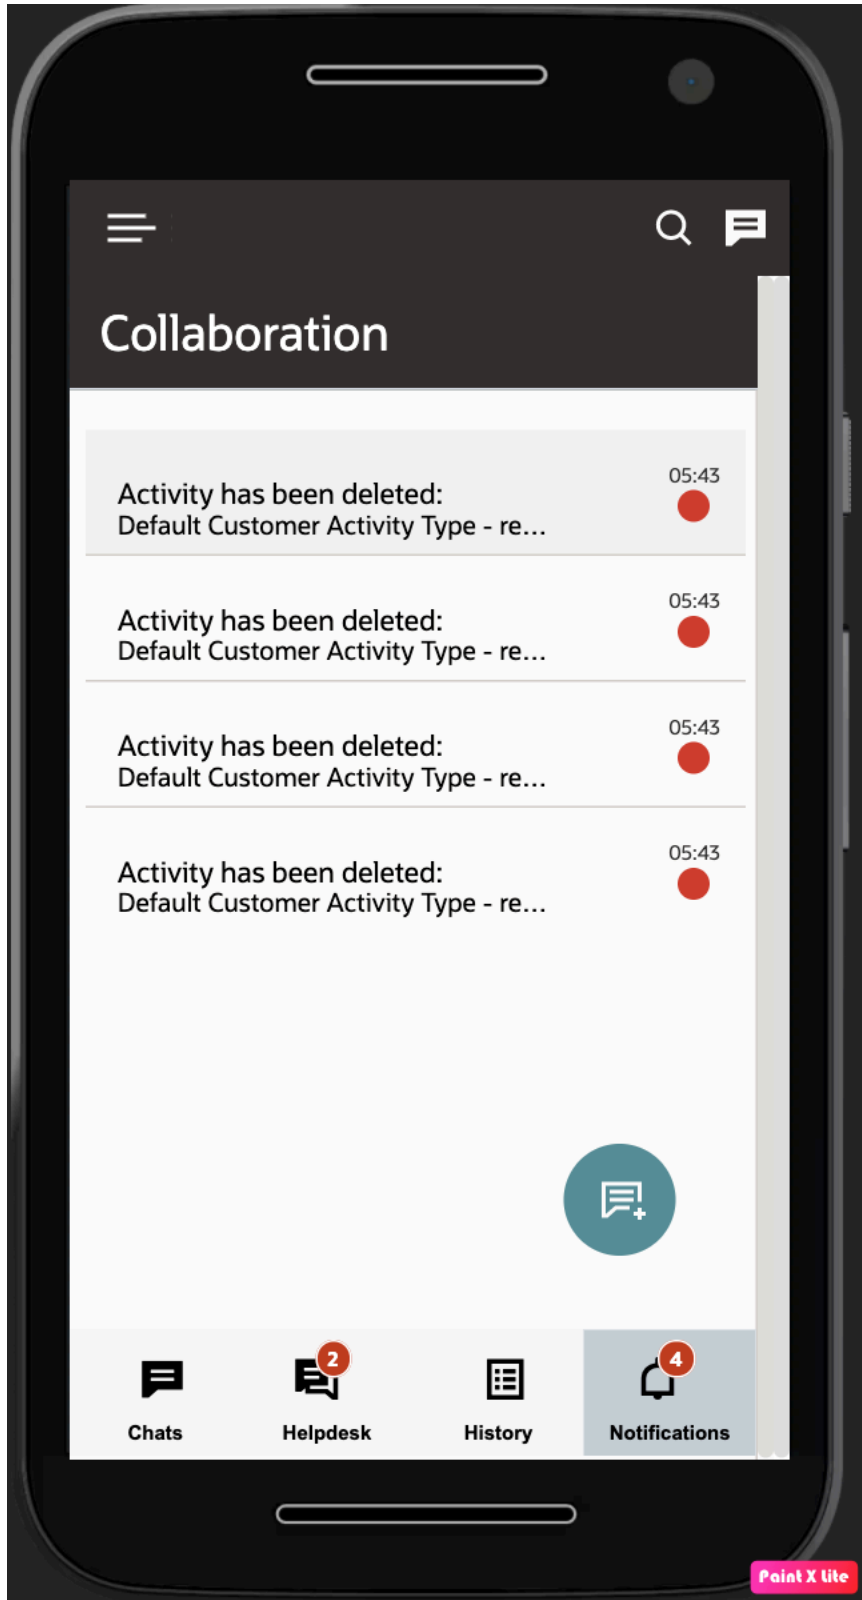 Collaboration
05:43
Activity has been deleted:
Default Customer Activity Type - re...
05:43
Activity has been deleted:
Default Customer Activity Type - re...
05:43
Activity has been deleted:
Default Customer Activity Type - re...
05:43
Activity has been deleted:
Default Customer Activity Type - re...
2
4
Chats
Helpdesk
History
Notifications
Paint X Lite